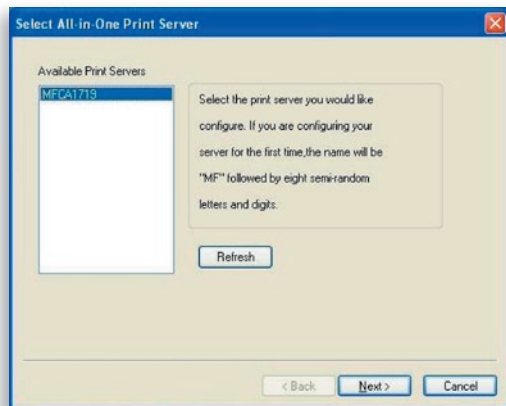 Select All-in-One Print Server
Available Print Servers
MFCA1719
Select the print server you would like
configure. If you are configuring your
server for the first time,the name will be
"MF" followed by eight semi-random
letters and digits.
Refresh
< Back
Next >
Cancel